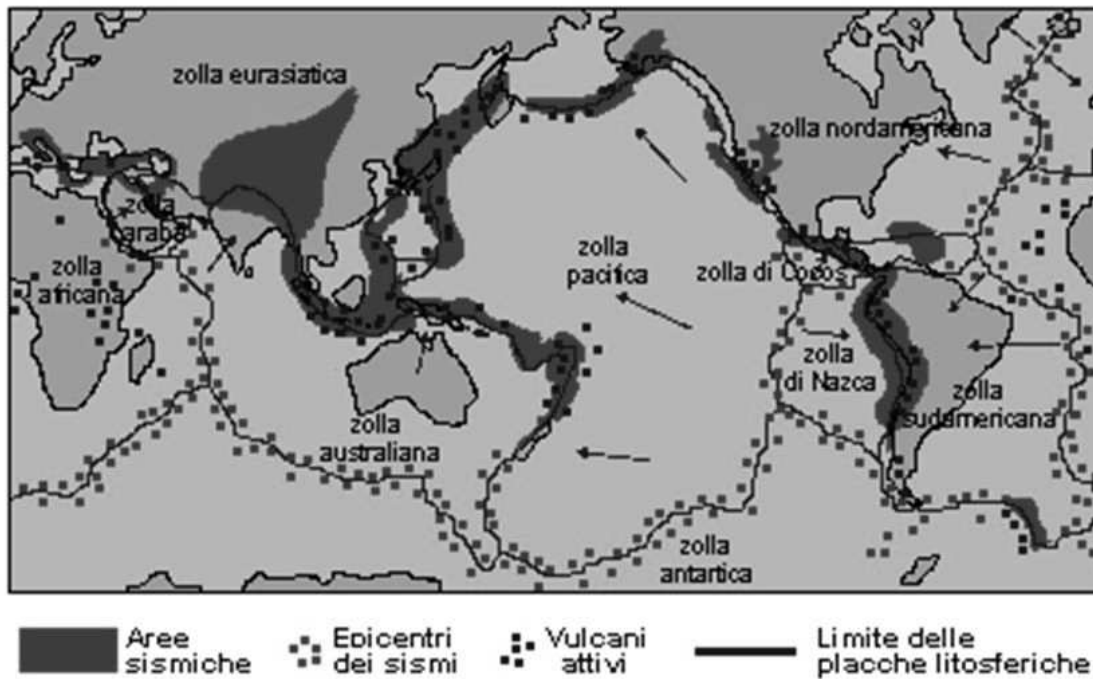 zolla eurasiatica
zolla nordamericana
zolla
araba
zolla
africana
zolla
pacifica
zolla di Cocos
zolla
di Nazca
zolla
sudamericana
zolla
australiana
zolla
antartica
Aree
sismiche
Epicentri
dei sismi
Vulcani
attivi
Limite delle
placche litosferiche